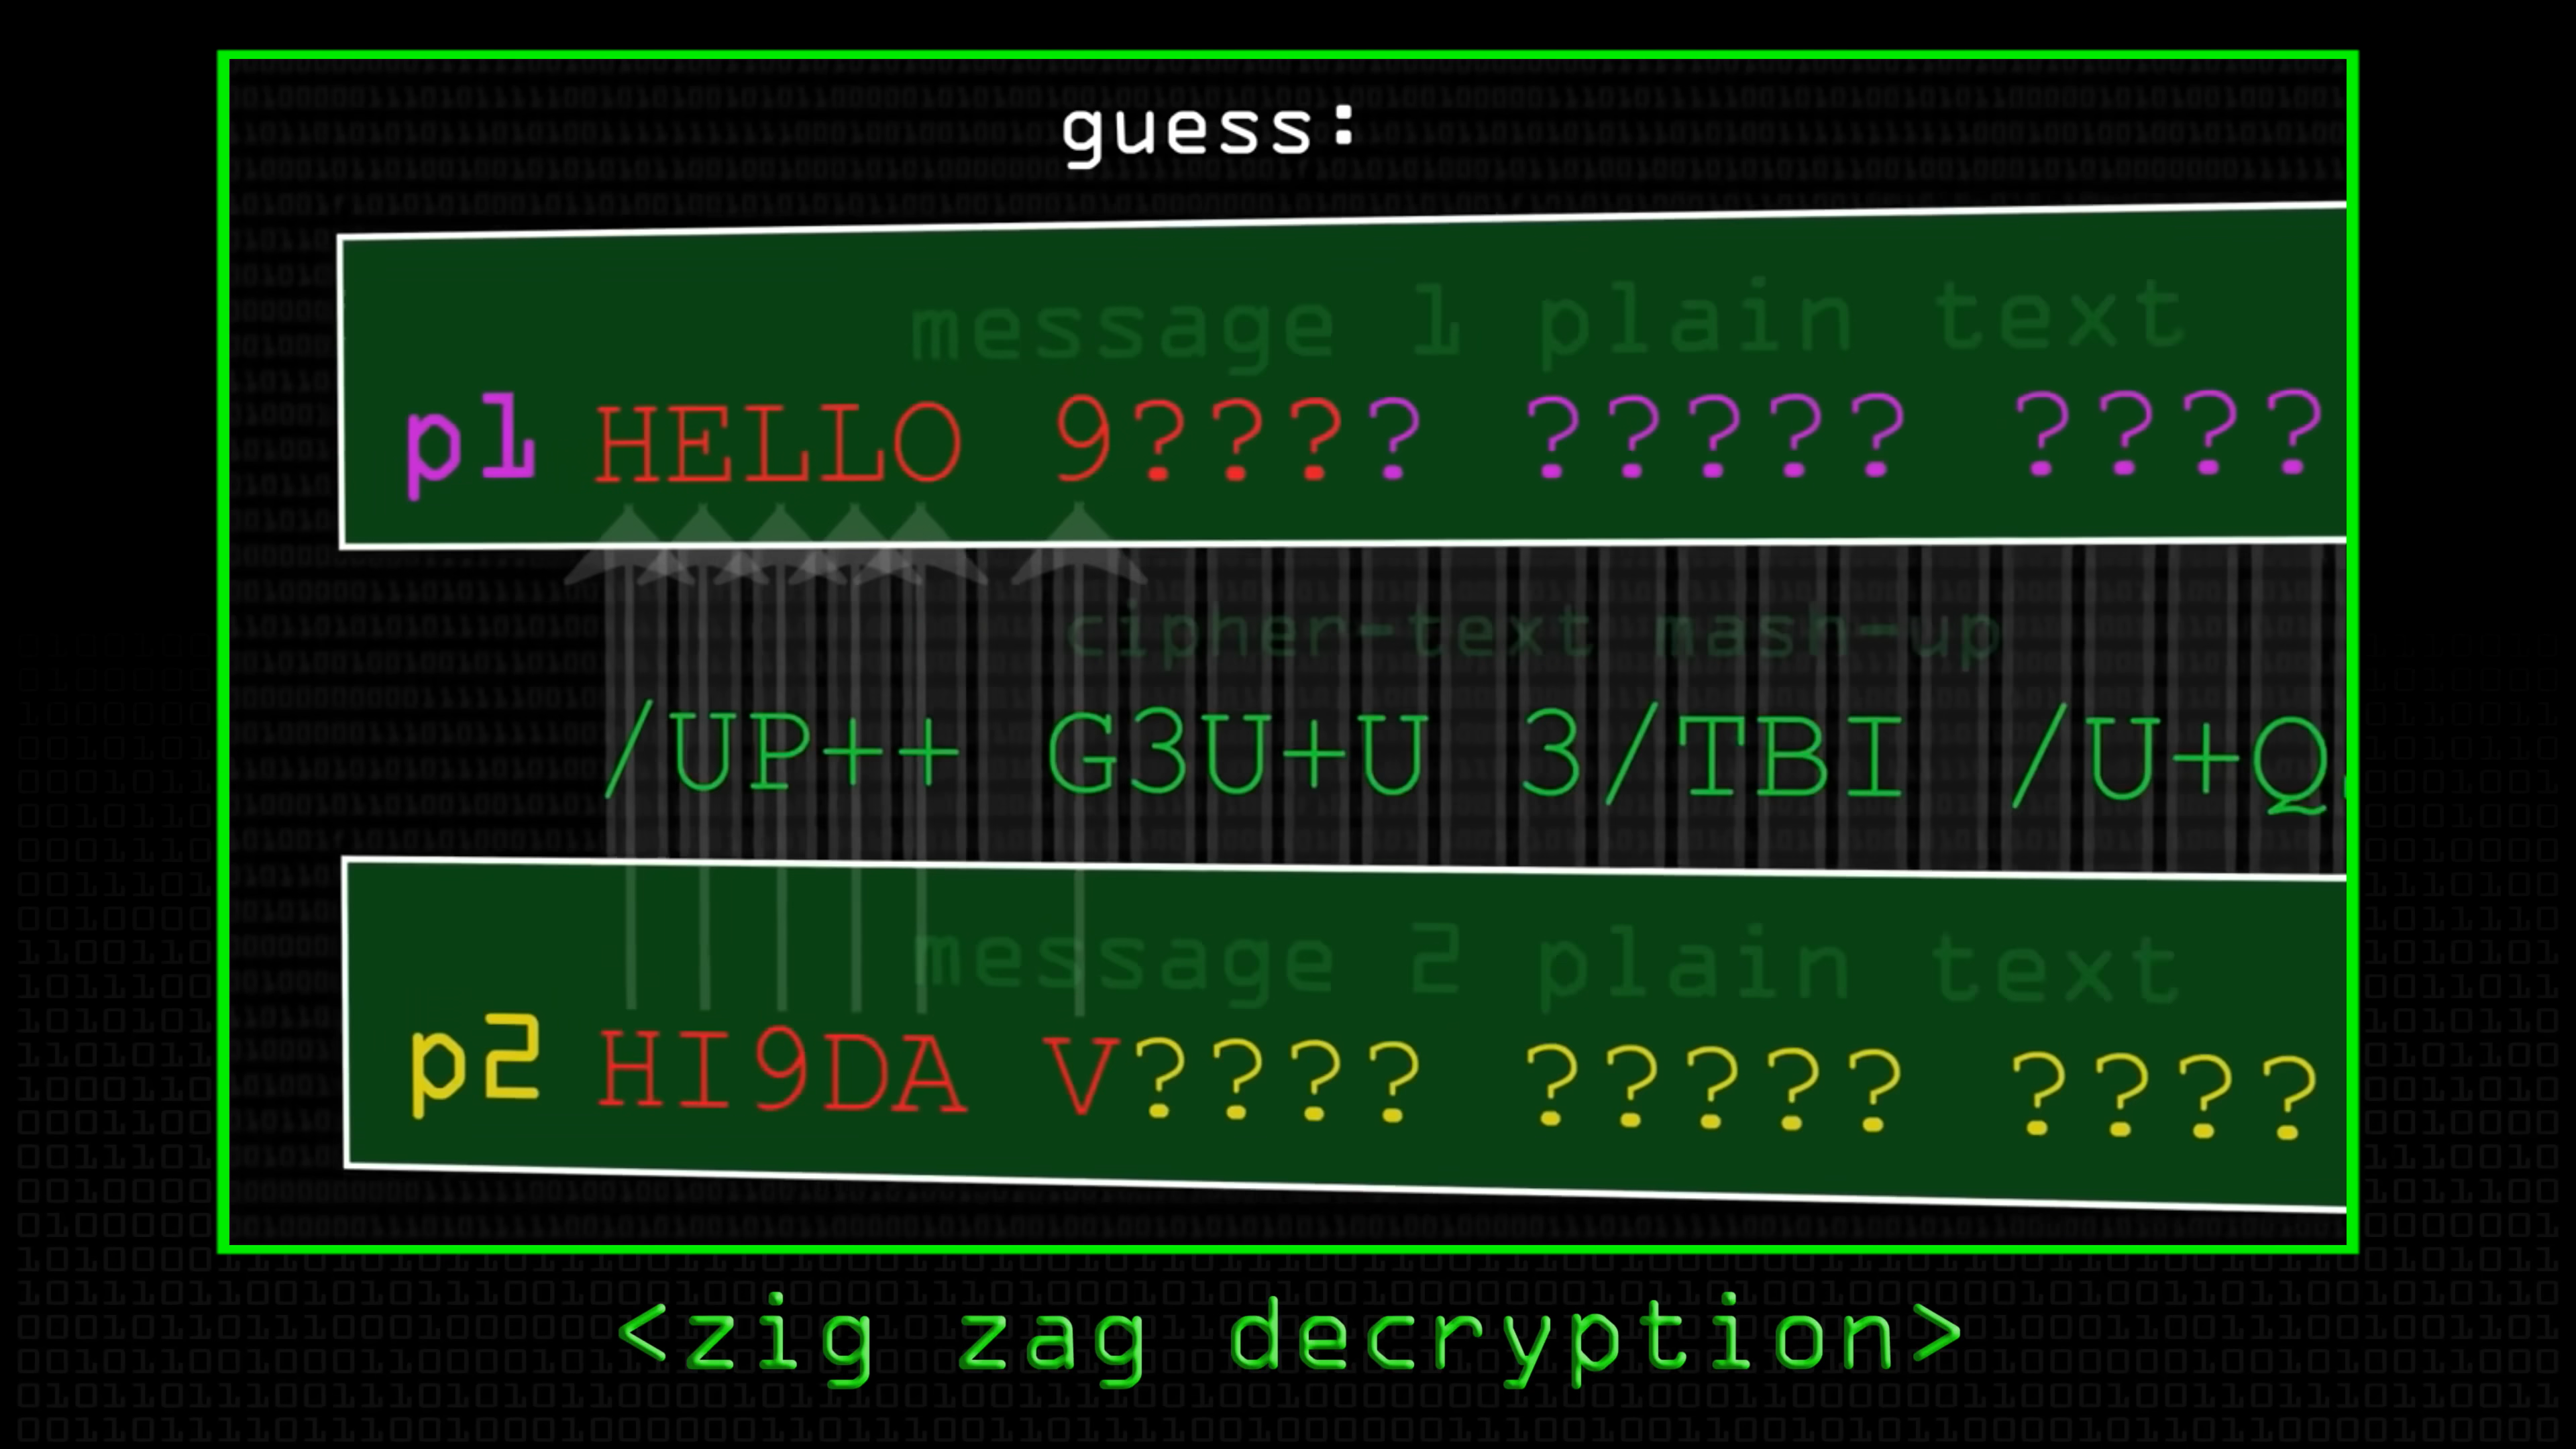 guess:
message 1 plain text
p1 HELLO 9???? ????? ????
cipher-text mash-up
/UP++ G3U+U 3/TBI /U+Q
message 2 plain text
p2 HI9DA V???? ????? ????
<zig zag decryption>